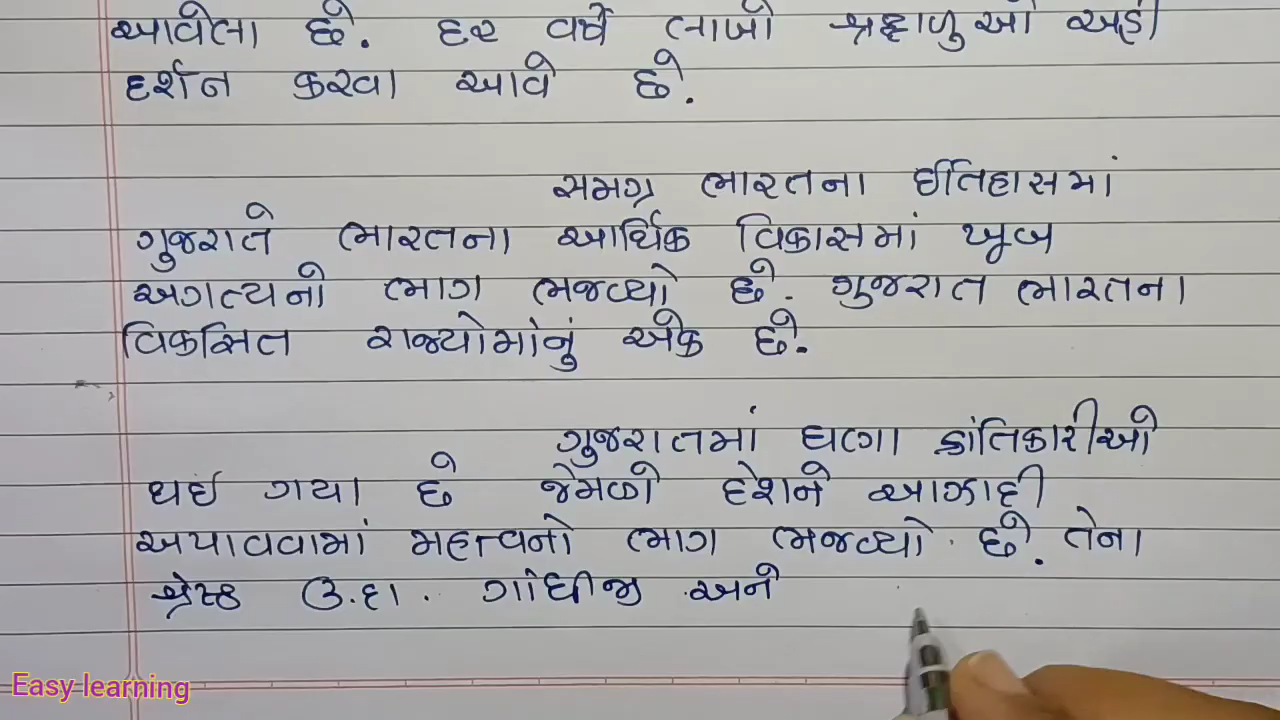 આવેલા છે. દર વર્ષે લાખો શ્રદ્ધાળુઓ અહીં
દર્શન કરવા આવે છે.
સમગ્ર ભારતના ઈતિહાસમાં
ગુજરાતે ભારતના આર્થિક વિકાસમાં ખૂબ
અગત્યનો ભાગ ભજવ્યો છે. ગુજરાત ભારતના
વિકસિત રાજ્યોમાંનું એક છે.
ગુજરાતમાં ઘણા ક્રાંતિકારીઓ
થઈ ગયા છે જેમણે દેશને આઝાદી
અપાવવામાં મહત્ત્વનો ભાગ ભજવ્યો છે. તેના
શ્રેષ્ઠ ઉ.દા. ગાંધીજી અને
Easy learning